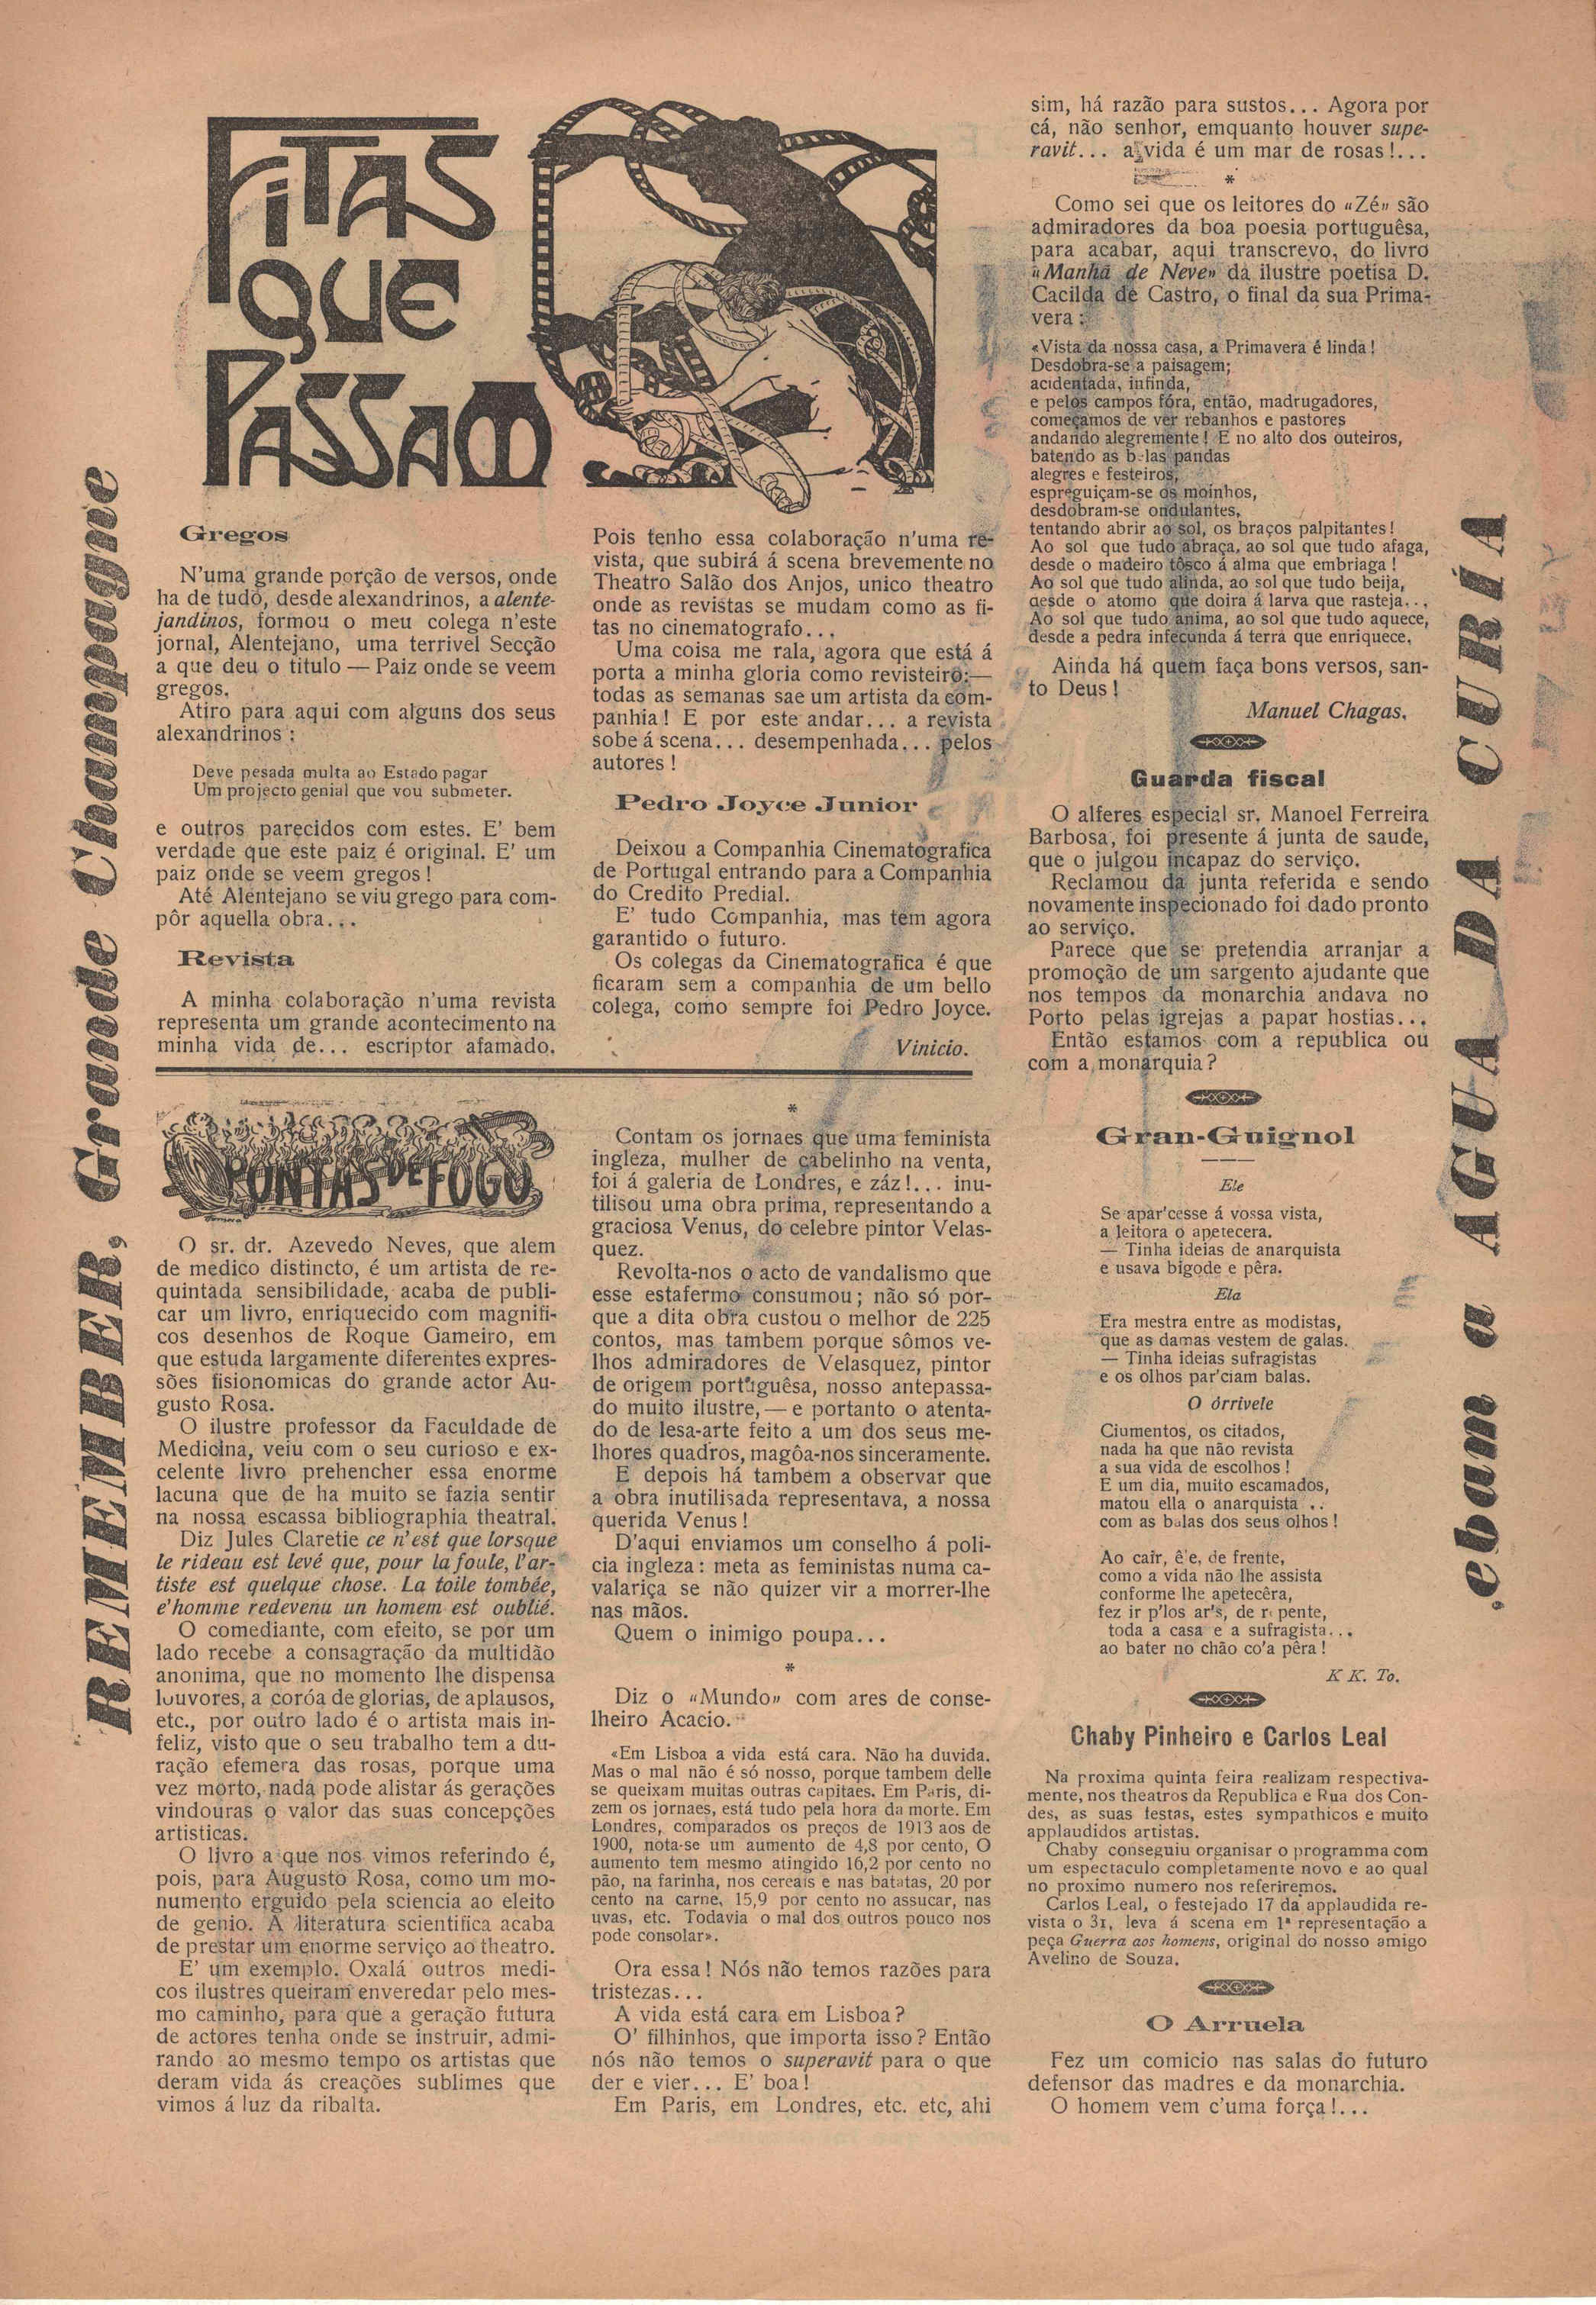 FITAS
QUE
PASSAM
Gregos
N'uma grande porção de versos, onde
ha de tudo, desde alexandrinos, a alente-
jandinos, formou o meu colega n'este
jornal, Alentejano, uma terrivel Secção
a que deu o titulo — Paiz onde se veem
gregos.
Atiro para aqui com alguns dos seus
alexandrinos:
Deve pesada multa ao Estado pagar
Um projecto genial que vou submeter.
e outros parecidos com estes. E' bem
verdade que este paiz é original. E' um
paiz onde se veem gregos!
Até Alentejano se viu grego para com-
pôr aquella obra...
Revista
A minha colaboração n'uma revista
representa um grande acontecimento na
minha vida de... escriptor afamado.
Pois tenho essa colaboração n'uma re-
vista, que subirá á scena brevemente no
Theatro Salão dos Anjos, unico theatro
onde as revistas se mudam como as fi-
tas no cinematografo...
Uma coisa me rala, agora que está á
porta a minha gloria como revisteiro:—
todas as semanas sae um artista da com-
panhia! E por este andar... a revista
sobe á scena... desempenhada... pelos
autores!
Pedro Joyce Junior
Deixou a Companhia Cinematografica
de Portugal entrando para a Companhia
do Credito Predial.
E' tudo Companhia, mas tem agora
garantido o futuro.
Os colegas da Cinematografica é que
ficaram sem a companhia de um bello
colega, como sempre foi Pedro Joyce.
Vinicio.
PONTAS DE FOGO
O sr. dr. Azevedo Neves, que alem
de medico distincto, é um artista de re-
quintada sensibilidade, acaba de publi-
car um livro, enriquecido com magnifi-
cos desenhos de Roque Gameiro, em
que estuda largamente diferentes expres-
sões fisionomicas do grande actor Au-
gusto Rosa.
O ilustre professor da Faculdade de
Medicina, veiu com o seu curioso e ex-
celente livro prehencher essa enorme
lacuna que de ha muito se fazia sentir
na nossa escassa bibliographia theatral.
Diz Jules Claretie ce n'est que lorsque
le rideau est levé que, pour la foule, l'ar-
tiste est quelque chose. La toile tombée,
e'homme redevenu un homem est oublié.
O comediante, com efeito, se por um
lado recebe a consagração da multidão
anonima, que no momento lhe dispensa
louvores, a coróa de glorias, de aplausos,
etc., por outro lado é o artista mais in-
feliz, visto que o seu trabalho tem a du-
ração efemera das rosas, porque uma
vez morto, nada pode alistar ás gerações
vindouras o valor das suas concepções
artisticas.
O livro a que nos vimos referindo é,
pois, para Augusto Rosa, como um mo-
numento erguido pela sciencia ao eleito
de genio. A literatura scientifica acaba
de prestar um enorme serviço ao theatro.
E' um exemplo. Oxalá outros medi-
cos ilustres queiram enveredar pelo mes-
mo caminho, para que a geração futura
de actores tenha onde se instruir, admi-
rando ao mesmo tempo os artistas que
deram vida ás creações sublimes que
vimos á luz da ribalta.
*
Contam os jornaes que uma feminista
ingleza, mulher de cabelinho na venta,
foi á galeria de Londres, e záz!... inu-
tilisou uma obra prima, representando a
graciosa Venus, do celebre pintor Velas-
quez.
Revolta-nos o acto de vandalismo que
esse estafermo consumou; não só por-
que a dita obra custou o melhor de 225
contos, mas tambem porque sômos ve-
lhos admiradores de Velasquez, pintor
de origem portuguêsa, nosso antepassa-
do muito ilustre, — e portanto o atenta-
do de lesa-arte feito a um dos seus me-
lhores quadros, magôa-nos sinceramente.
E depois há tambem a observar que
a obra inutilisada representava, a nossa
querida Venus!
D'aqui enviamos um conselho á poli-
cia ingleza: meta as feministas numa ca-
valariça se não quizer vir a morrer-lhe
nas mãos.
Quem o inimigo poupa...
*
Diz o «Mundo» com ares de conse-
lheiro Acacio.
«Em Lisboa a vida está cara. Não ha duvida.
Mas o mal não é só nosso, porque tambem delle
se queixam muitas outras capitaes. Em Paris, di-
zem os jornaes, está tudo pela hora da morte. Em
Londres, comparados os preços de 1913 aos de
1900, nota-se um aumento de 4,8 por cento, O
aumento tem mesmo atingido 16,2 por cento no
pão, na farinha, nos cereais e nas batatas, 20 por
cento na carne, 15,9 por cento no assucar, nas
uvas, etc. Todavia o mal dos outros pouco nos
pode consolar».
Ora essa! Nós não temos razões para
tristezas...
A vida está cara em Lisboa?
O' filhinhos, que importa isso? Então
nós não temos o superavit para o que
der e vier... E' boa!
Em Paris, em Londres, etc. etc, ahi
sim, há razão para sustos... Agora por
cá, não senhor, emquanto houver supe-
ravit... a vida é um mar de rosas!...
*
Como sei que os leitores do «Zé» são
admiradores da boa poesia portuguêsa,
para acabar, aqui transcrevo, do livro
«Manhã de Neve» da ilustre poetisa D.
Cacilda de Castro, o final da sua Prima-
vera:
«Vista da nossa casa, a Primavera é linda!
Desdobra-se a paisagem;
acidentada, infinda,
e pelos campos fóra, então, madrugadores,
começamos de ver rebanhos e pastores
andando alegremente! E no alto dos outeiros,
batendo as belas pandas
alegres e festeiros,
espreguiçam-se os moinhos,
desdobram-se ondulantes,
tentando abrir ao sol, os braços palpitantes!
Ao sol que tudo abraça, ao sol que tudo afaga,
desde o madeiro tôsco á alma que embriaga!
Ao sol que tudo alinda, ao sol que tudo beija,
desde o atomo que doira á larva que rasteja...
Ao sol que tudo anima, ao sol que tudo aquece,
desde a pedra infecunda á terra que enriquece.
Ainda há quem faça bons versos, san-
to Deus!
Manuel Chagas.
Guarda fiscal
O alferes especial sr. Manoel Ferreira
Barbosa, foi presente á junta de saude,
que o julgou incapaz do serviço.
Reclamou da junta referida e sendo
novamente inspecionado foi dado pronto
ao serviço.
Parece que se pretendia arranjar a
promoção de um sargento ajudante que
nos tempos da monarchia andava no
Porto pelas igrejas a papar hostias...
Então estamos com a republica ou
com a monarquia?
Gran-Guignol
Ele
Se apar'cesse á vossa vista,
a leitora o apetecera.
— Tinha ideias de anarquista
e usava bigode e pêra.
Ela
Era mestra entre as modistas,
que as damas vestem de galas.
— Tinha ideias sufragistas
e os olhos par'ciam balas.
O órrivele
Ciumentos, os citados,
nada ha que não revista
a sua vida de escolhos!
E um dia, muito escamados,
matou ella o anarquista ..
com as balas dos seus olhos!
Ao cair, ê'e, de frente,
como a vida não lhe assista
conforme lhe apetecêra,
fez ir p'los ar's, de repente,
toda a casa e a sufragista...
ao bater no chão co'a pêra!
K K. To.
Chaby Pinheiro e Carlos Leal
Na proxima quinta feira realizam respectiva-
mente, nos theatros da Republica e Rua dos Con-
des, as suas festas, estes sympathicos e muito
applaudidos artistas.
Chaby conseguiu organisar o programma com
um espectaculo completamente novo e ao qual
no proximo numero nos referiremos.
Carlos Leal, o festejado 17 da applaudida re-
vista o 31, leva á scena em 1ª representação a
peça Guerra aos homens, original do nosso amigo
Avelino de Souza.
O Arruela
Fez um comicio nas salas do futuro
defensor das madres e da monarchia.
O homem vem c'uma força!...
REMEMBER, Grande Champagne
,ebam a AGUA DA CURIA